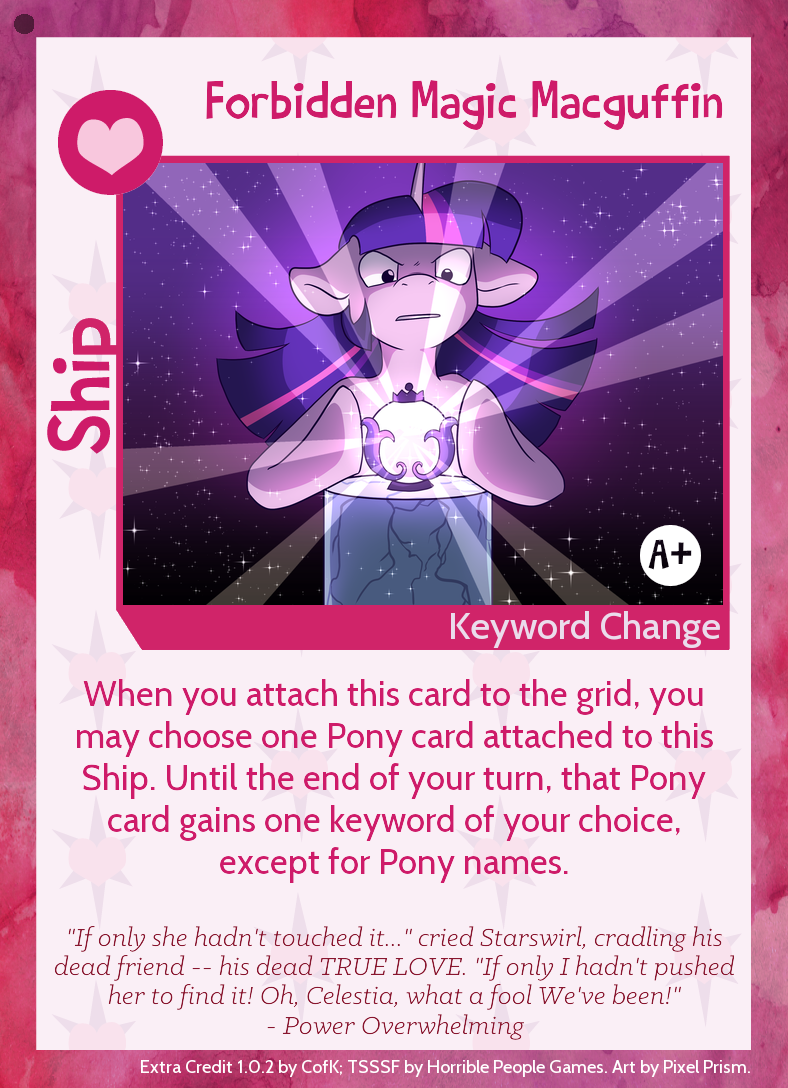 Forbidden Magic Macguffin
Ship
A+
Keyword Change
When you attach this card to the grid, you
may choose one Pony card attached to this
Ship. Until the end of your turn, that Pony
card gains one keyword of your choice,
except for Pony names.
"If only she hadn't touched it..." cried Starswirl, cradling his
dead friend -- his dead TRUE LOVE. "If only I hadn't pushed
her to find it! Oh, Celestia, what a fool We've been!"
- Power Overwhelming
Extra Credit 1.0.2 by CofK; TSSSF by Horrible People Games. Art by Pixel Prism.